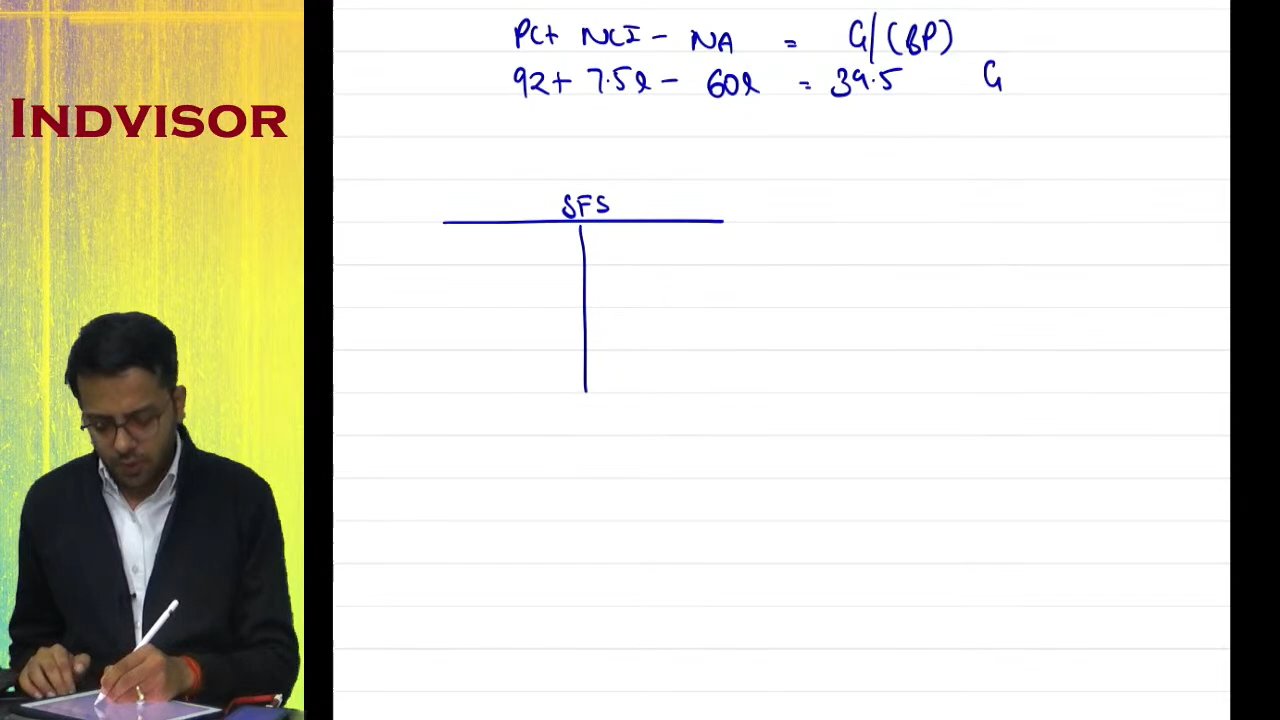 INDVISOR
PC+ NCI - NA = G/(BP)
92+ 7.5l - 60l = 39.5 G
SFS